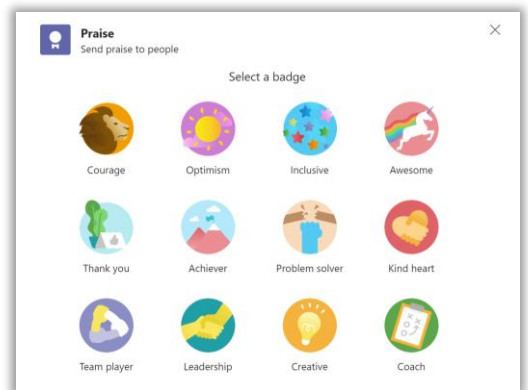 Praise
Send praise to people
Select a badge
Courage Optimism Inclusive Awesome
Thank you Achiever Problem solver Kind heart
Team player Leadership Creative Coach